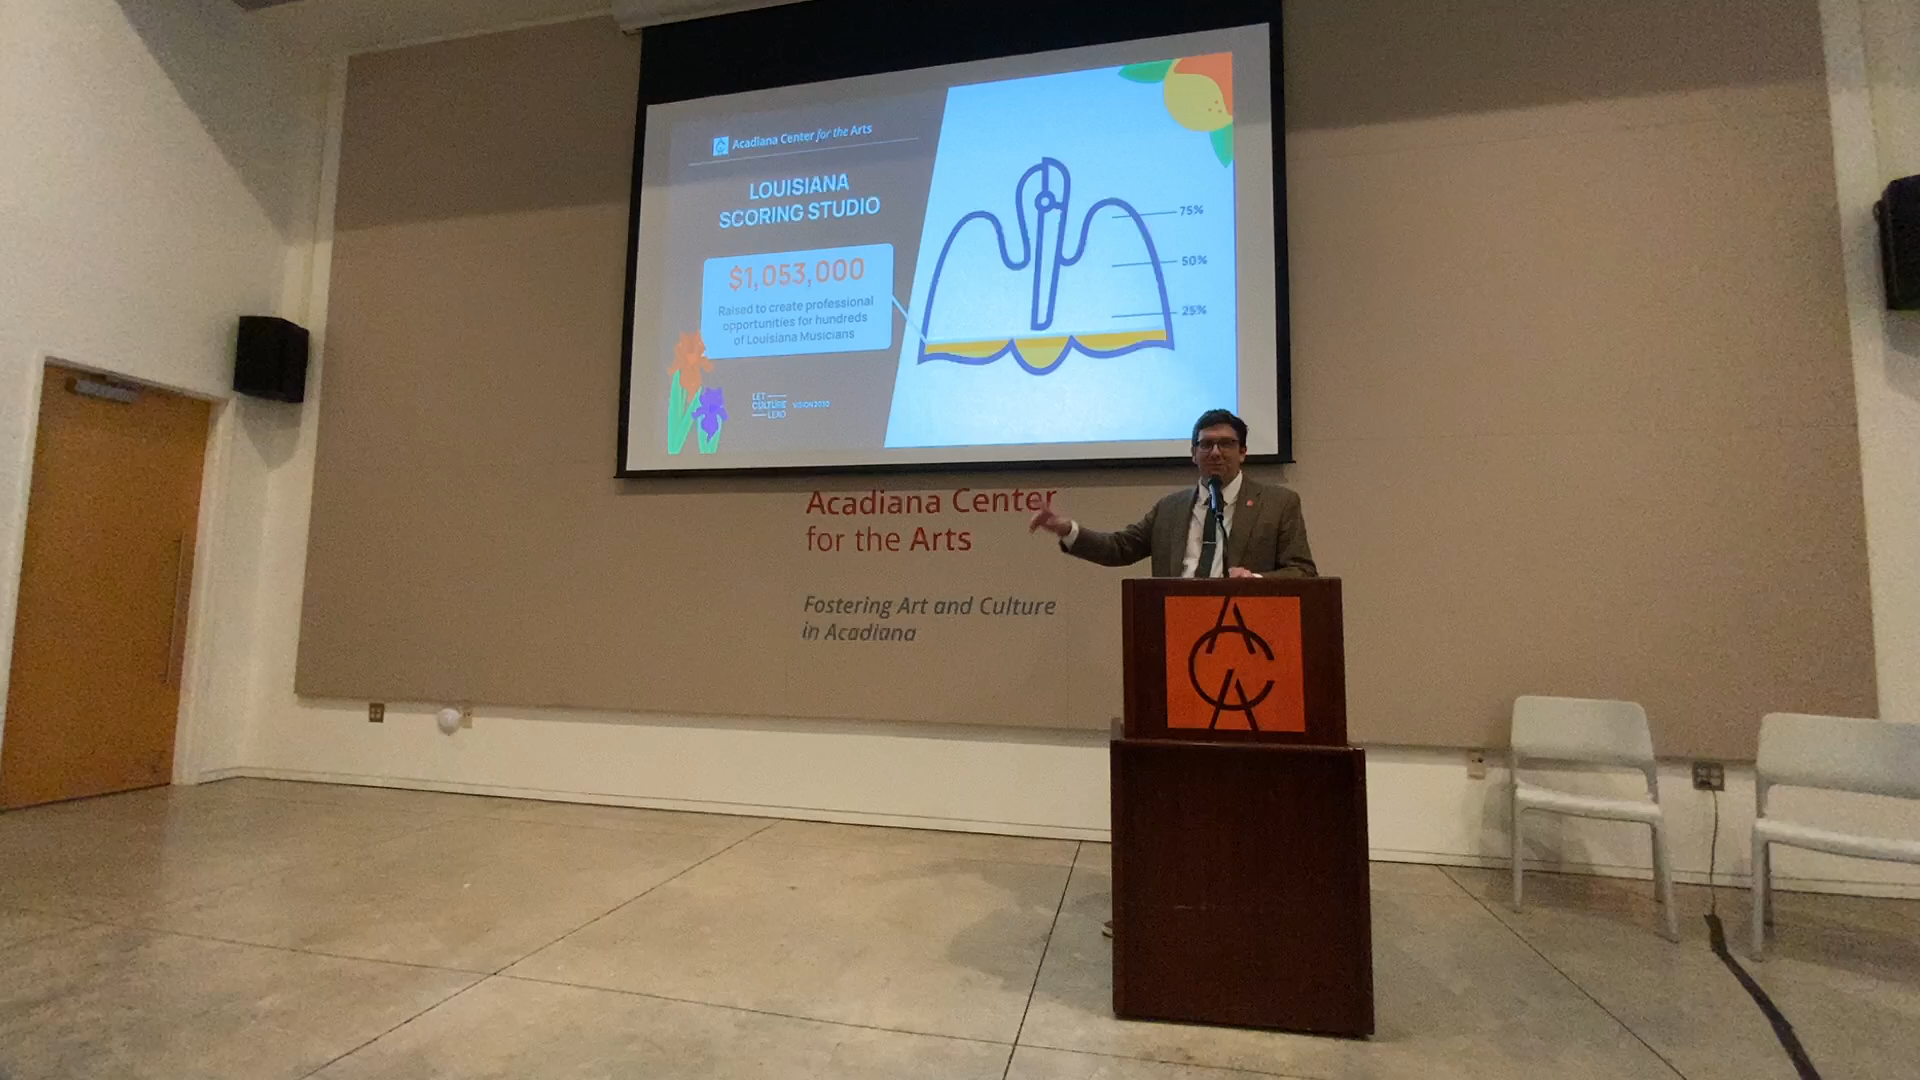 Acadiana Center for the Arts
LOUISIANA
SCORING STUDIO
$1,053,000
Raised to create professional
opportunities for hundreds
of Louisiana Musicians
75%
50%
25%
LET
CULTURE
LEAD
VISION 2030
Acadiana Center
for the Arts
Fostering Art and Culture
in Acadiana
ACA